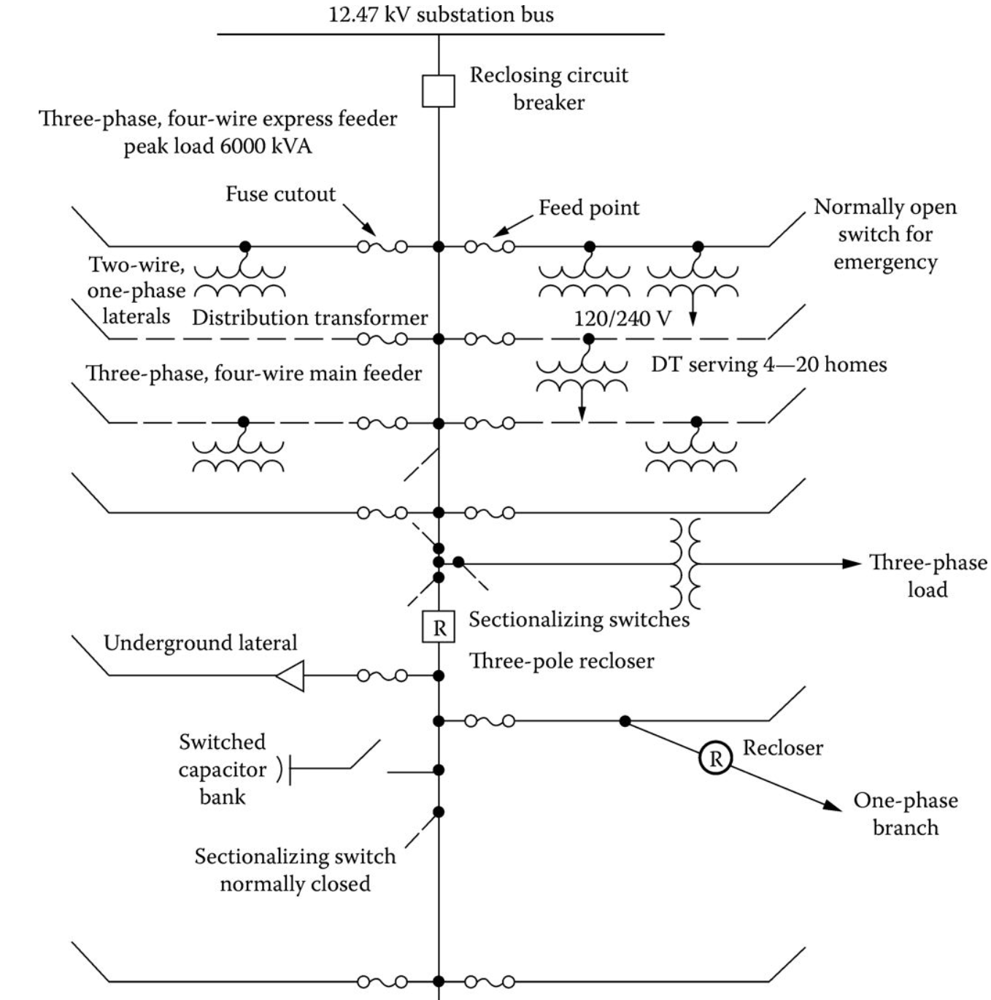 12.47 kV substation bus
Reclosing circuit
breaker
Three-phase, four-wire express feeder
peak load 6000 kVA
Fuse cutout
Feed point
Normally open
switch for
emergency
Two-wire,
one-phase
laterals
Distribution transformer
120/240 V
Three-phase, four-wire main feeder
DT serving 4—20 homes
Three-phase
load
R
Sectionalizing switches
Three-pole recloser
Underground lateral
Switched
capacitor
bank
R
Recloser
One-phase
branch
Sectionalizing switch
normally closed